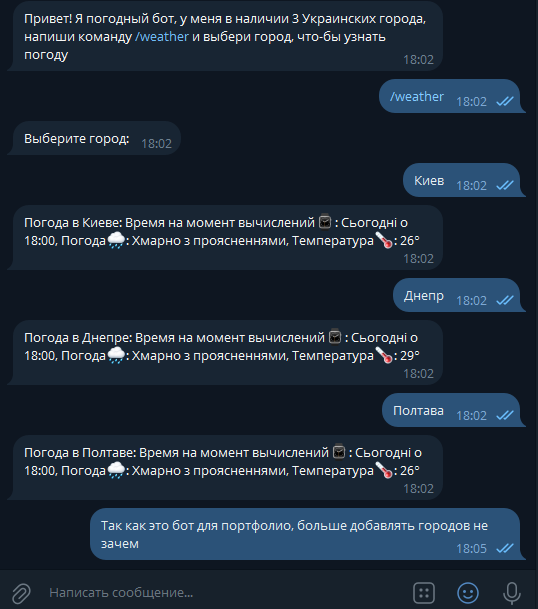 Привет! Я погодный бот, у меня в наличии 3 Украинских города,
напиши команду /weather и выбери город, что-бы узнать
погоду
18:02
/weather 18:02
Выберите город: 18:02
Киев 18:02
Погода в Киеве: Время на момент вычислений : Сьогодні о
18:00, Погода : Хмарно з проясненнями, Температура : 26°
18:02
Днепр 18:02
Погода в Днепре: Время на момент вычислений : Сьогодні о
18:00, Погода : Хмарно з проясненнями, Температура : 29°
18:02
Полтава 18:02
Погода в Полтаве: Время на момент вычислений : Сьогодні о
18:00, Погода : Хмарно з проясненнями, Температура : 26°
18:02
Так как это бот для портфолио, больше добавлять городов не
зачем
18:05
Написать сообщение...